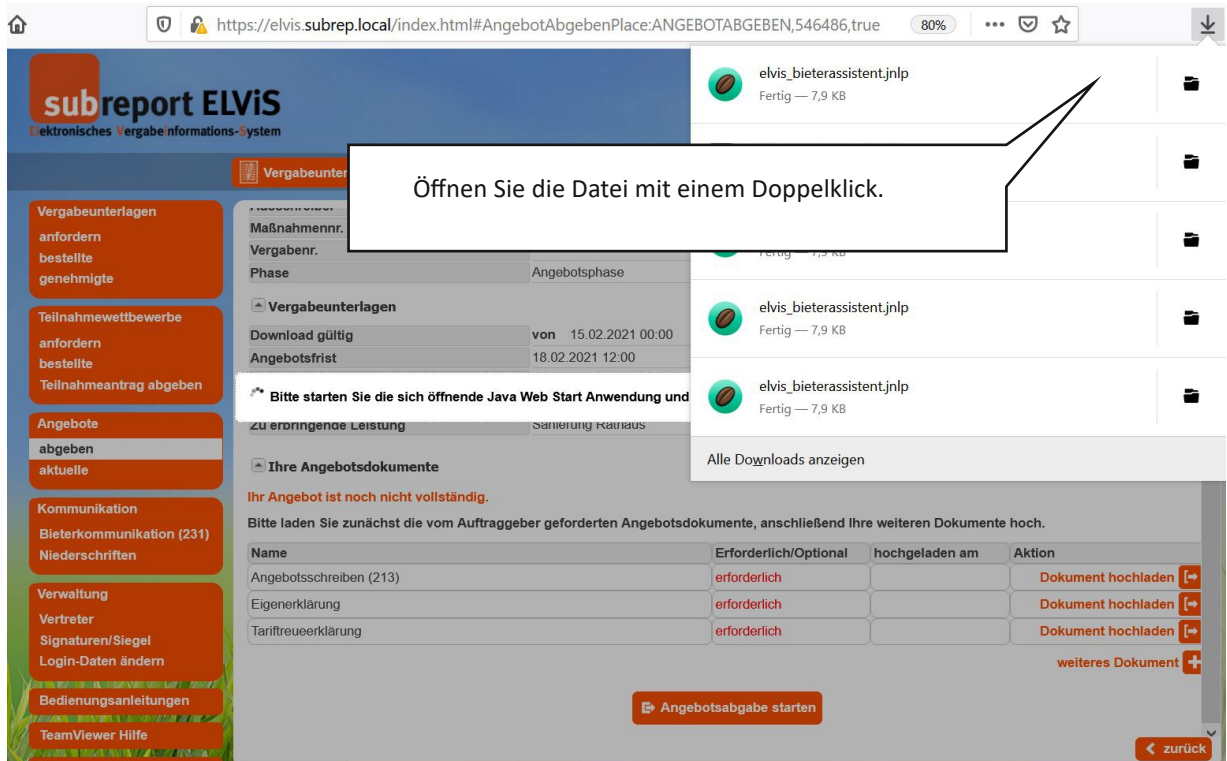 https://elvis.subrep.local/index.html#AngebotAbgebenPlace:ANGEBOTABGEBEN,546486,true 80%
subreport ELViS
Elektronisches Vergabeinformations-System
elvis_bieterassistent.jnlp
Fertig — 7,9 KB
Öffnen Sie die Datei mit einem Doppelklick.
Fertig — 7,9 KB
elvis_bieterassistent.jnlp
Fertig — 7,9 KB
elvis_bieterassistent.jnlp
Fertig — 7,9 KB
Alle Downloads anzeigen
Vergabeunterlagen
anfordern
bestellte
genehmigte
Teilnahmewettbewerbe
anfordern
bestellte
Teilnahmeantrag abgeben
Angebote
abgeben
aktuelle
Kommunikation
Bieterkommunikation (231)
Niederschriften
Verwaltung
Vertreter
Signaturen/Siegel
Login-Daten ändern
Bedienungsanleitungen
TeamViewer Hilfe
Maßnahmennr.
Vergabenr.
Phase Angebotsphase
Vergabeunterlagen
Download gültig von 15.02.2021 00:00
Angebotsfrist 18.02.2021 12:00
Bitte starten Sie die sich öffnende Java Web Start Anwendung und
Zu erbringende Leistung Sanierung Rathaus
Ihre Angebotsdokumente
Ihr Angebot ist noch nicht vollständig.
Bitte laden Sie zunächst die vom Auftraggeber geforderten Angebotsdokumente, anschließend Ihre weiteren Dokumente hoch.
Name Erforderlich/Optional hochgeladen am Aktion
Angebotsschreiben (213) erforderlich Dokument hochladen
Eigenerklärung erforderlich Dokument hochladen
Tariftreueerklärung erforderlich Dokument hochladen
weiteres Dokument
Angebotsabgabe starten
zurück